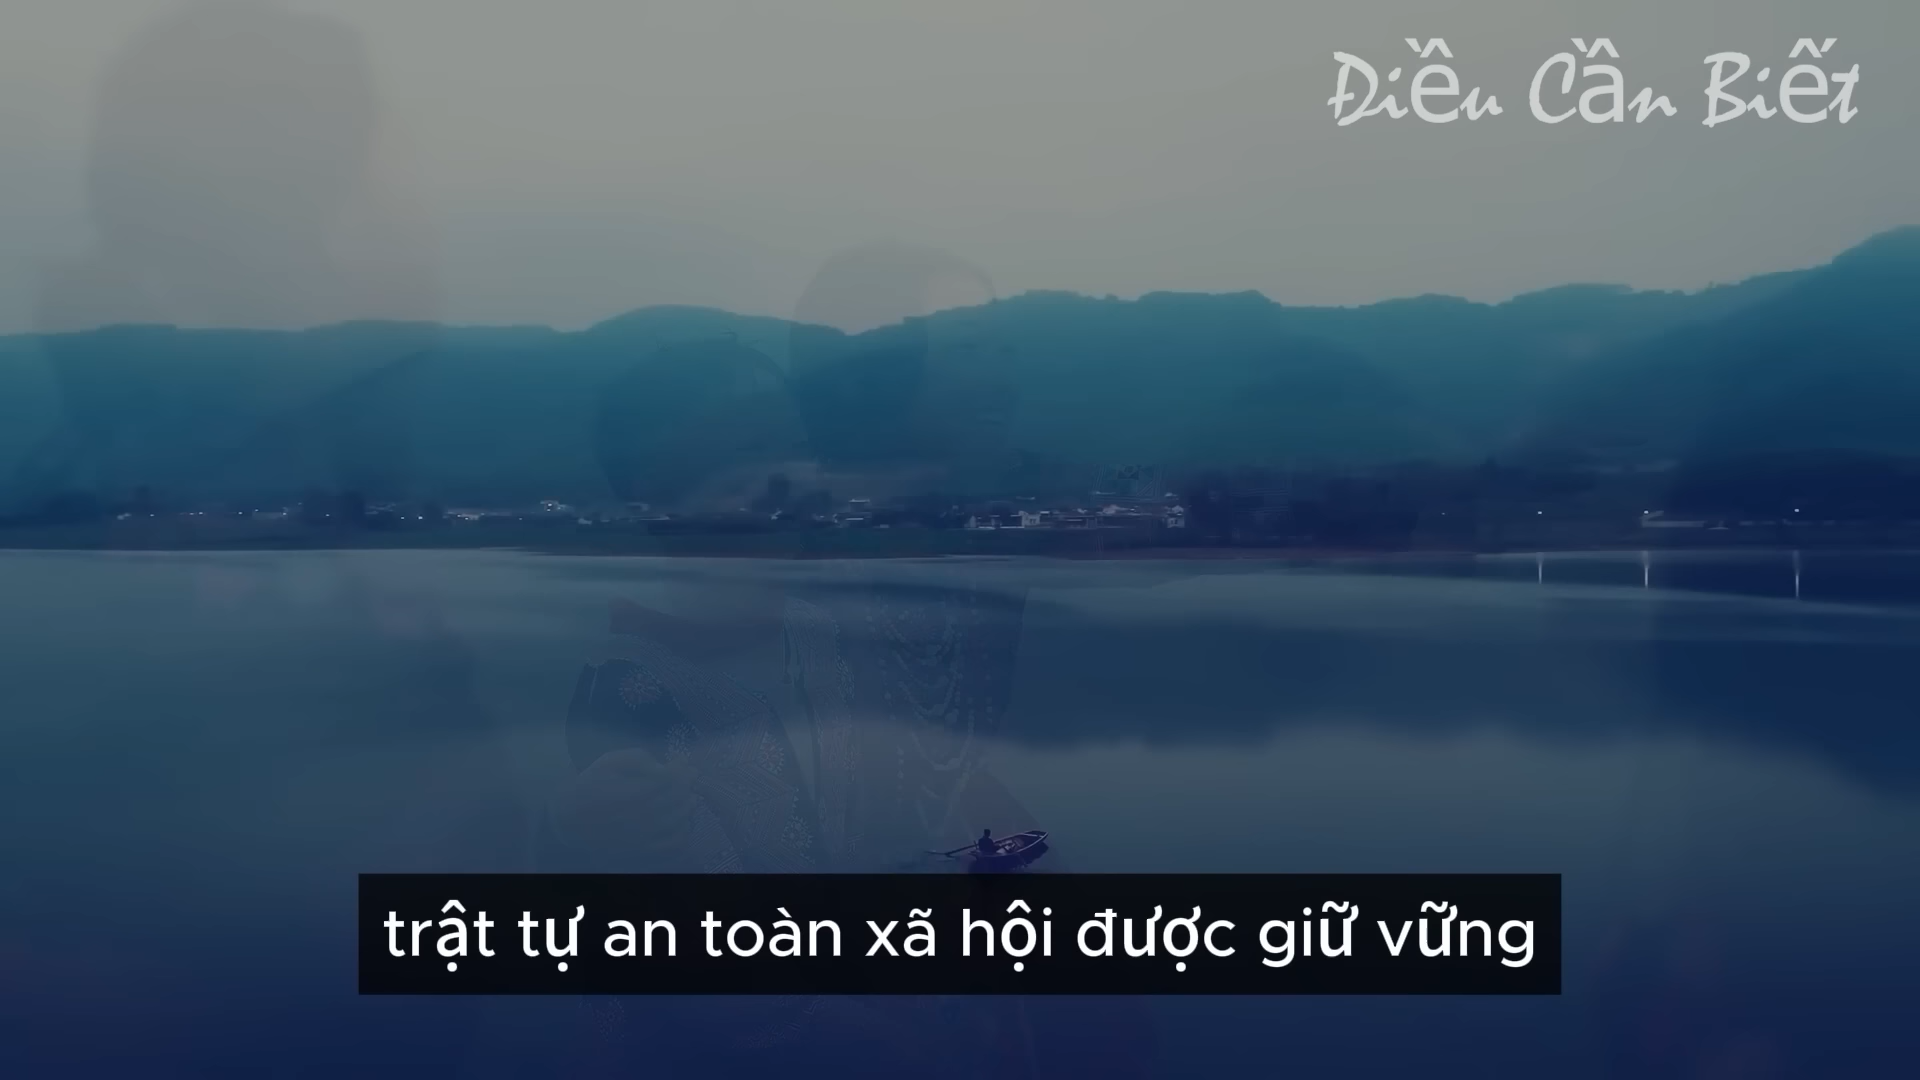 Điều Cần Biết
trật tự an toàn xã hội được giữ vững